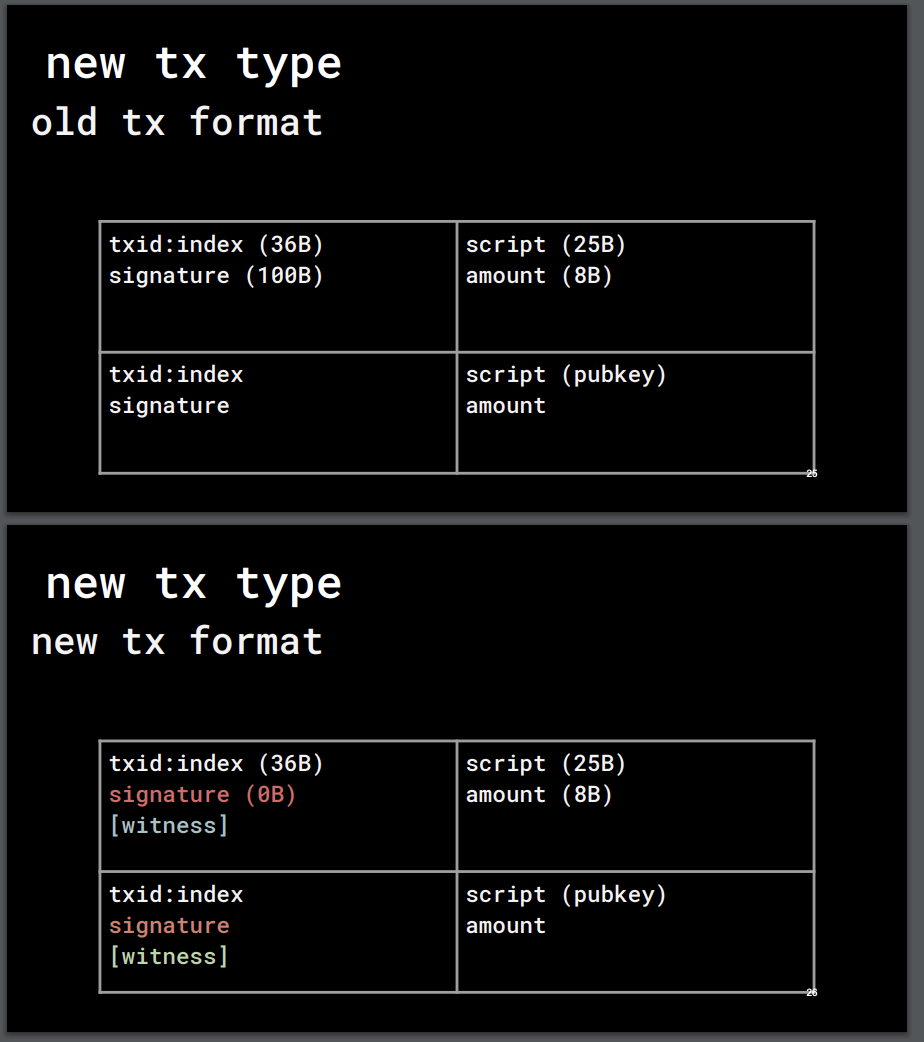 new tx type
old tx format
txid:index (36B)
signature (100B)
script (25B)
amount (8B)
txid:index
signature
script (pubkey)
amount
25
new tx type
new tx format
txid:index (36B)
signature (0B)
[witness]
script (25B)
amount (8B)
txid:index
signature
[witness]
script (pubkey)
amount
26